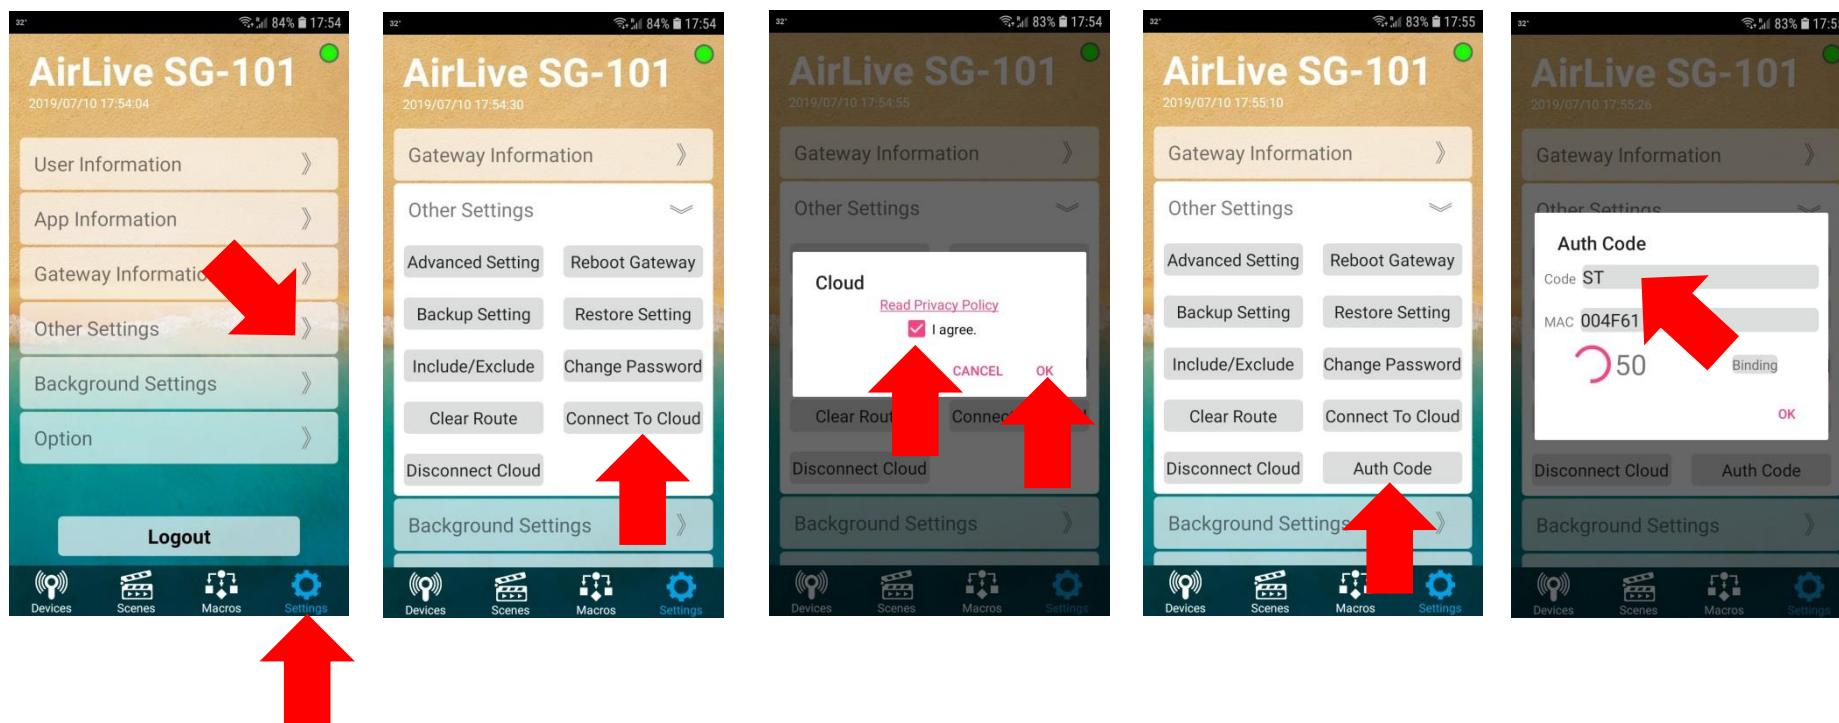 32°
84% 17:54
AirLive SG-101
2019/07/10 17:54:04
User Information
App Information
Gateway Informatio
Other Settings
Background Settings
Option
Logout
Devices Scenes Macros Settings
32°
84% 17:54
AirLive SG-101
2019/07/10 17:54:30
Gateway Information
Other Settings
Advanced Setting Reboot Gateway
Backup Setting Restore Setting
Include/Exclude Change Password
Clear Route Connect To Cloud
Disconnect Cloud
Background Settings
Devices Scenes Macros Settings
32°
83% 17:54
AirLive SG-101
2019/07/10 17:54:55
Gateway Information
Other Settings
Cloud
Read Privacy Policy
I agree.
CANCEL OK
Clear Rout Connec d
Disconnect Cloud
Background Settings
Devices Scenes Macros Settings
32°
83% 17:55
AirLive SG-101
2019/07/10 17:55:10
Gateway Information
Other Settings
Advanced Setting Reboot Gateway
Backup Setting Restore Setting
Include/Exclude Change Password
Clear Route Connect To Cloud
Disconnect Cloud Auth Code
Background Setting
Devices Scenes Macros Settings
32°
83% 17:5
AirLive SG-101
2019/07/10 17:55:26
Gateway Information
Other Settings
Auth Code
Code ST
MAC 004F61
50 Binding
OK
Disconnect Cloud Auth Code
Background Settings
Devices Scenes Macros Settings